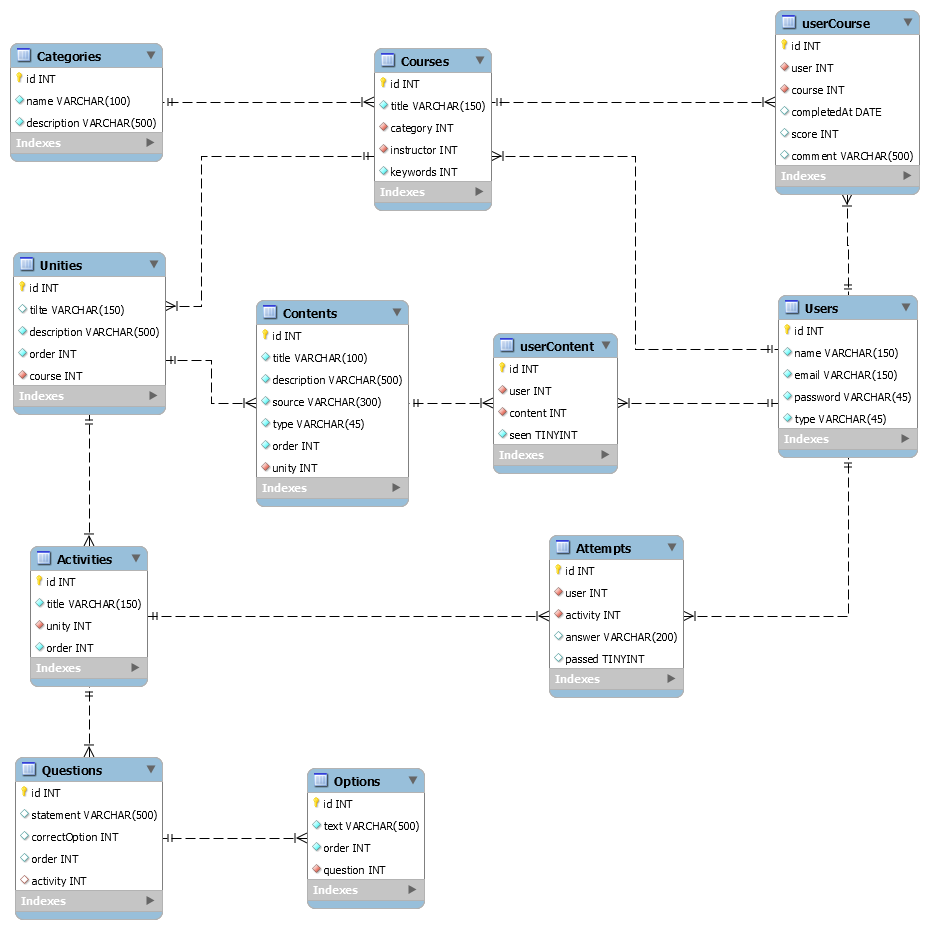 Categories
id INT
name VARCHAR(100)
description VARCHAR(500)
Indexes
Courses
id INT
title VARCHAR(150)
category INT
instructor INT
keywords INT
Indexes
userCourse
id INT
user INT
course INT
completedAt DATE
score INT
comment VARCHAR(500)
Indexes
Unities
id INT
tilte VARCHAR(150)
description VARCHAR(500)
order INT
course INT
Indexes
Contents
id INT
title VARCHAR(100)
description VARCHAR(500)
source VARCHAR(300)
type VARCHAR(45)
order INT
unity INT
Indexes
userContent
id INT
user INT
content INT
seen TINYINT
Indexes
Users
id INT
name VARCHAR(150)
email VARCHAR(150)
password VARCHAR(45)
type VARCHAR(45)
Indexes
Activities
id INT
title VARCHAR(150)
unity INT
order INT
Indexes
Attempts
id INT
user INT
activity INT
answer VARCHAR(200)
passed TINYINT
Indexes
Questions
id INT
statement VARCHAR(500)
correctOption INT
order INT
activity INT
Indexes
Options
id INT
text VARCHAR(500)
order INT
question INT
Indexes